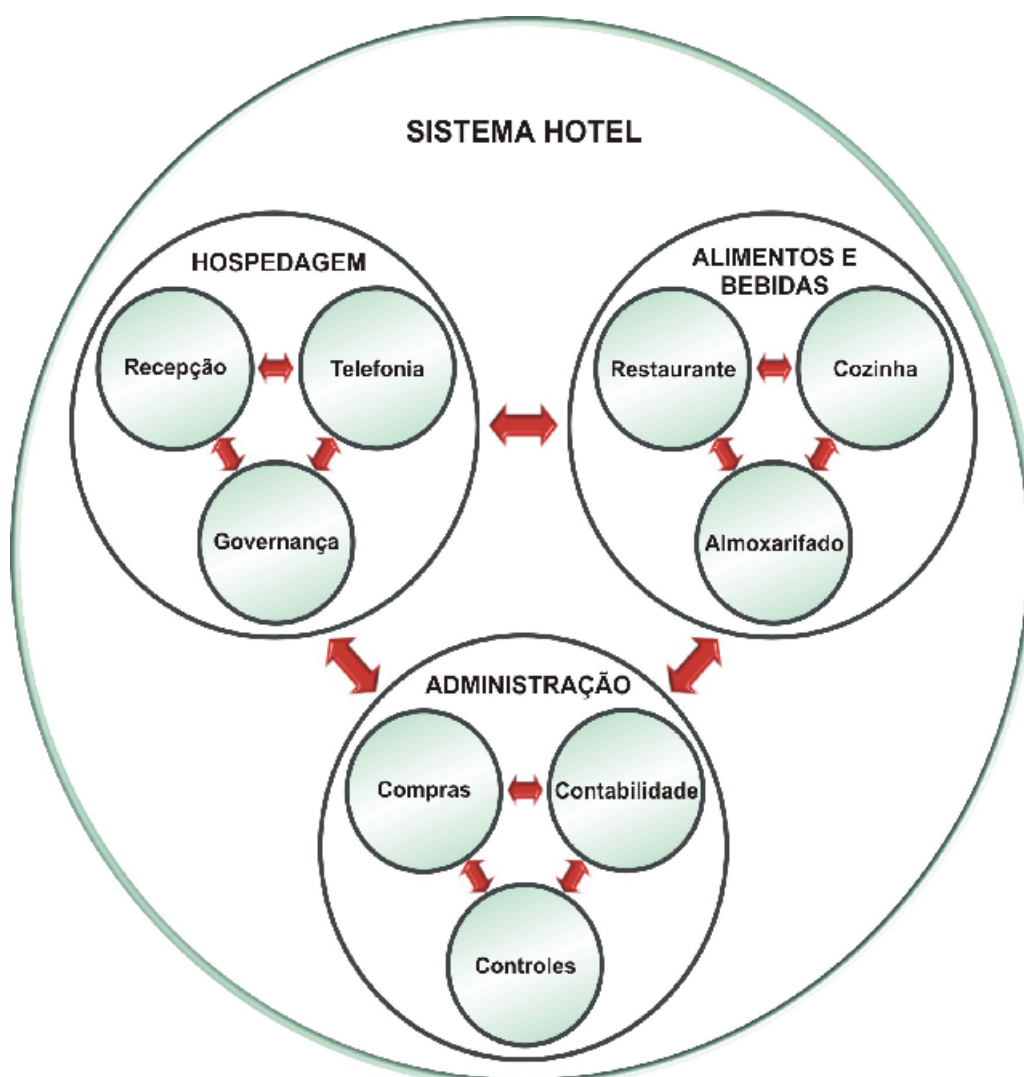 SISTEMA HOTEL
HOSPEDAGEM
Recepção
Telefonia
Governança
ALIMENTOS E
BEBIDAS
Restaurante
Cozinha
Almoxarifado
ADMINISTRAÇÃO
Compras
Contabilidade
Controles